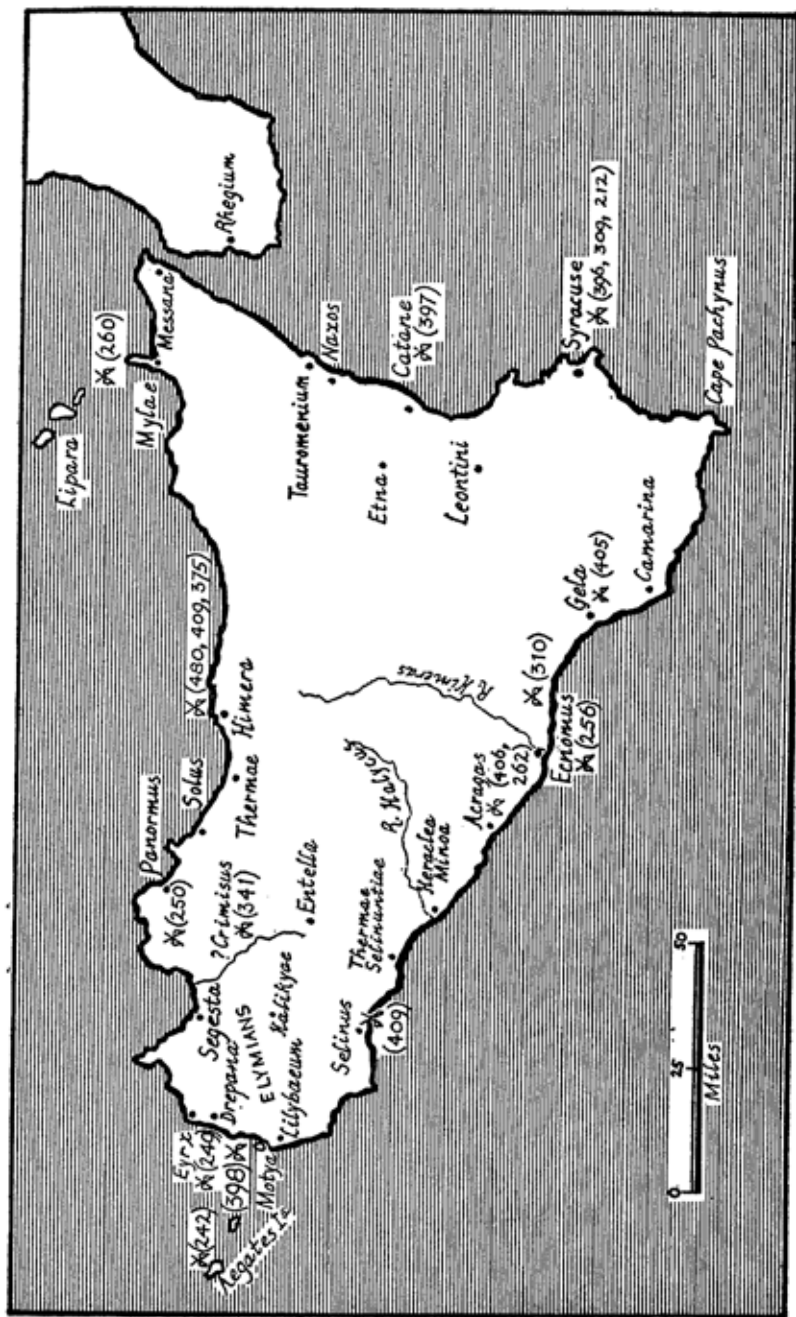 Lipara
(260)
Mylae
Messana
Rhegium
Panormus
Solus
(480, 409, 375)
Himera
Thermae
(250)
?Crimisus
(341)
Entella
Segesta
ELYMIANS
Halikyae
Eyrx
(249)
Drepana
(398)
Lilybaeum
Motya
(242)
Aegates Is.
Tauromenium
Naxos
Etna
Catane
(397)
Leontini
Syracuse
(396, 309, 212)
Cape Pachynus
Camarina
Gela
(405)
R. Himeras
(310)
Ecnomus
(256)
R. Halycus
Acragas
(406,
262)
Heraclea
Minoa
Thermae
Selinuntiae
Selinus
(409)
0
25
50
Miles